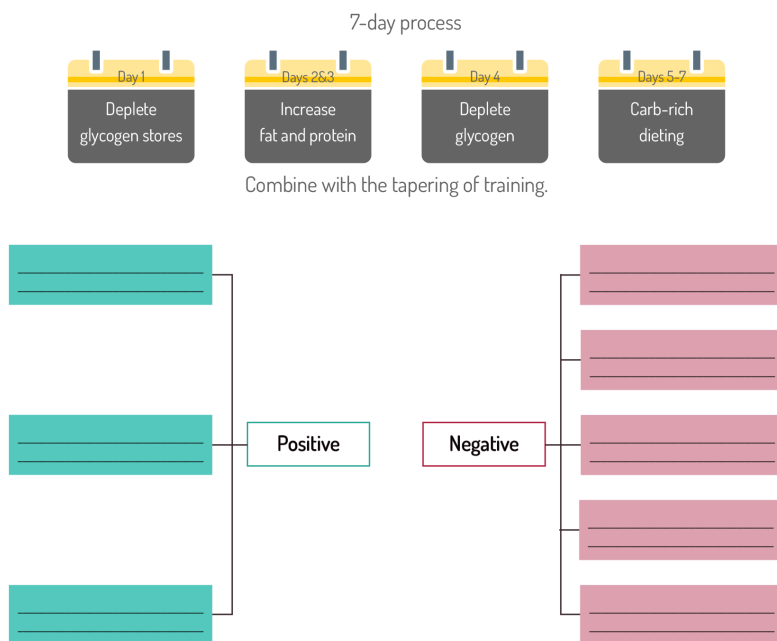 7-day process
Day 1
Days 2&3
Day 4
Days 5-7
Deplete
glycogen stores
Increase
fat and protein
Deplete
glycogen
Carb-rich
dieting
Combine with the tapering of training.
Positive
Negative